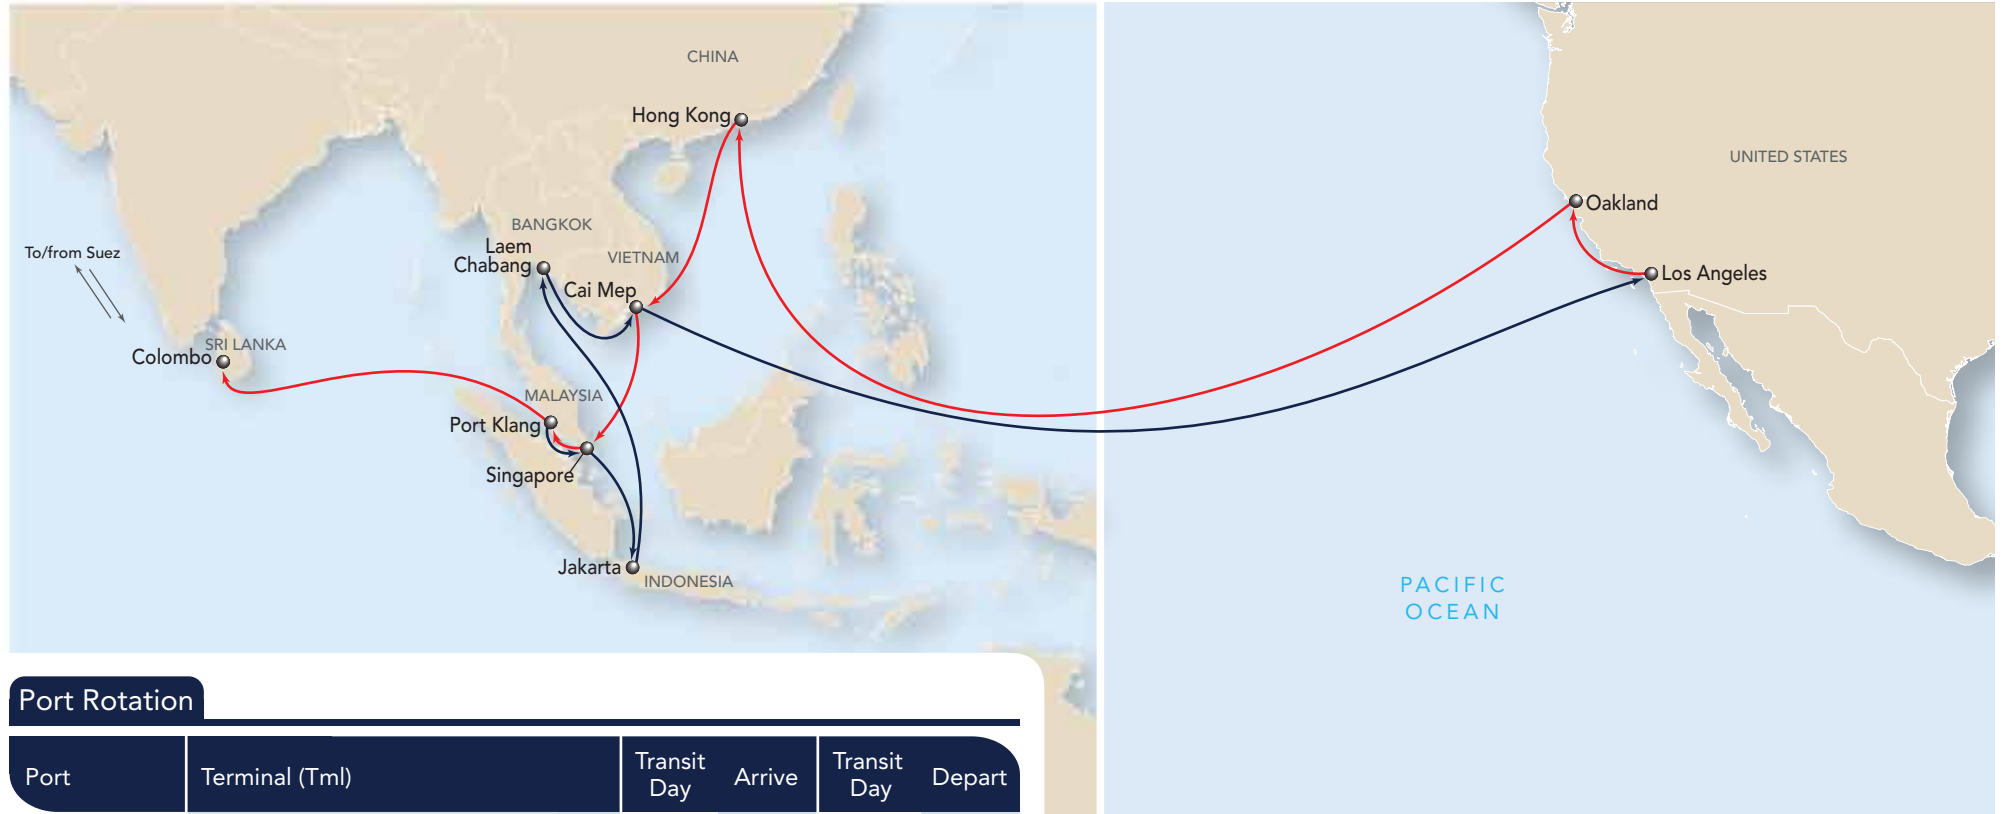 CHINA
Hong Kong
UNITED STATES
Oakland
BANGKOK
Laem
Chabang
VIETNAM
To/from Suez
Los Angeles
Cai Mep
SRI LANKA
Colombo
MALAYSIA
Port Klang
Singapore
Jakarta
INDONESIA
PACIFIC
OCEAN
Port Rotation
Port
Terminal (Tml)
Transit
Day
Arrive
Transit
Day
Depart